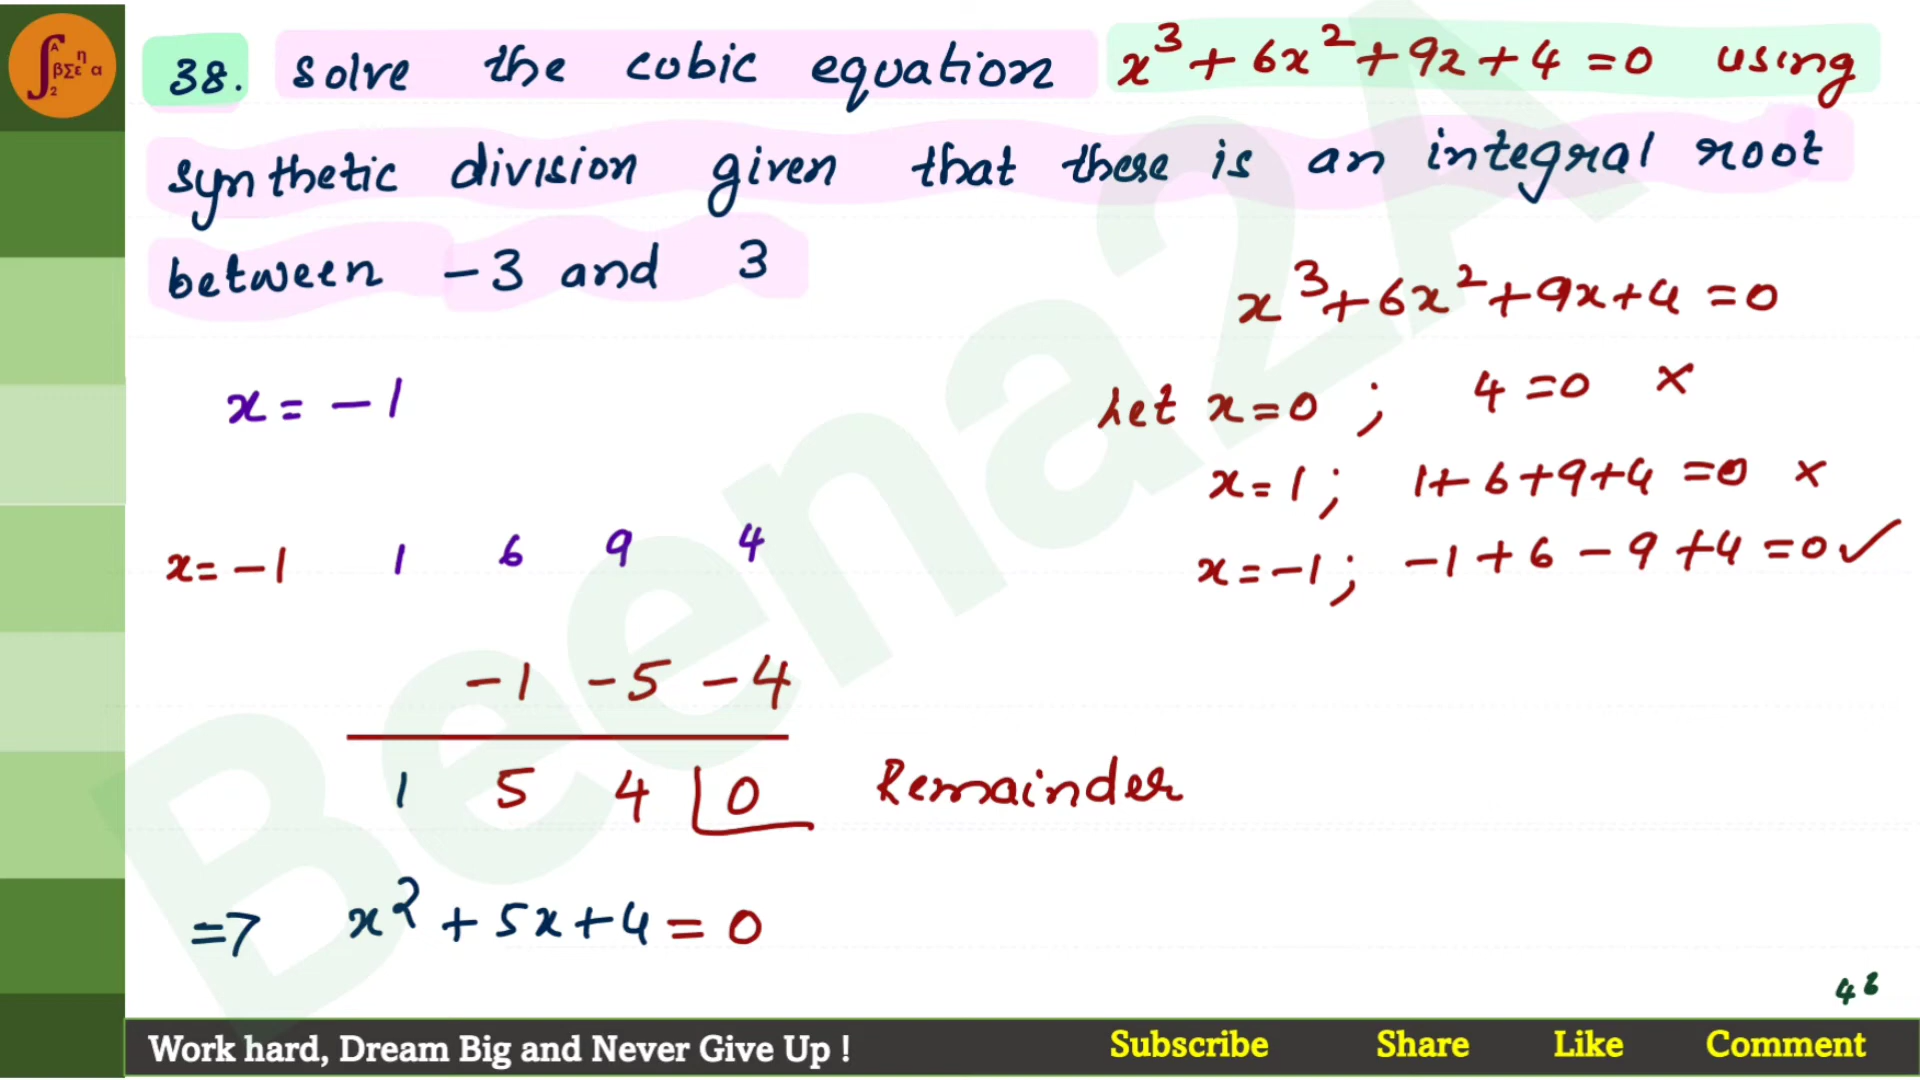 38. Solve the cubic equation x³ + 6x² + 9x + 4 = 0 using
synthetic division given that there is an integral root
between -3 and 3
x³ + 6x² + 9x + 4 = 0
Let x = 0 ; 4 = 0 ×
x = 1 ; 1 + 6 + 9 + 4 = 0 ×
x = -1 ; -1 + 6 - 9 + 4 = 0 ✓
x = -1
x = -1 1 6 9 4
-1 -5 -4
1 5 4 0 Remainder
=> x² + 5x + 4 = 0
Beena2A
Work hard, Dream Big and Never Give Up !
Subscribe Share Like Comment